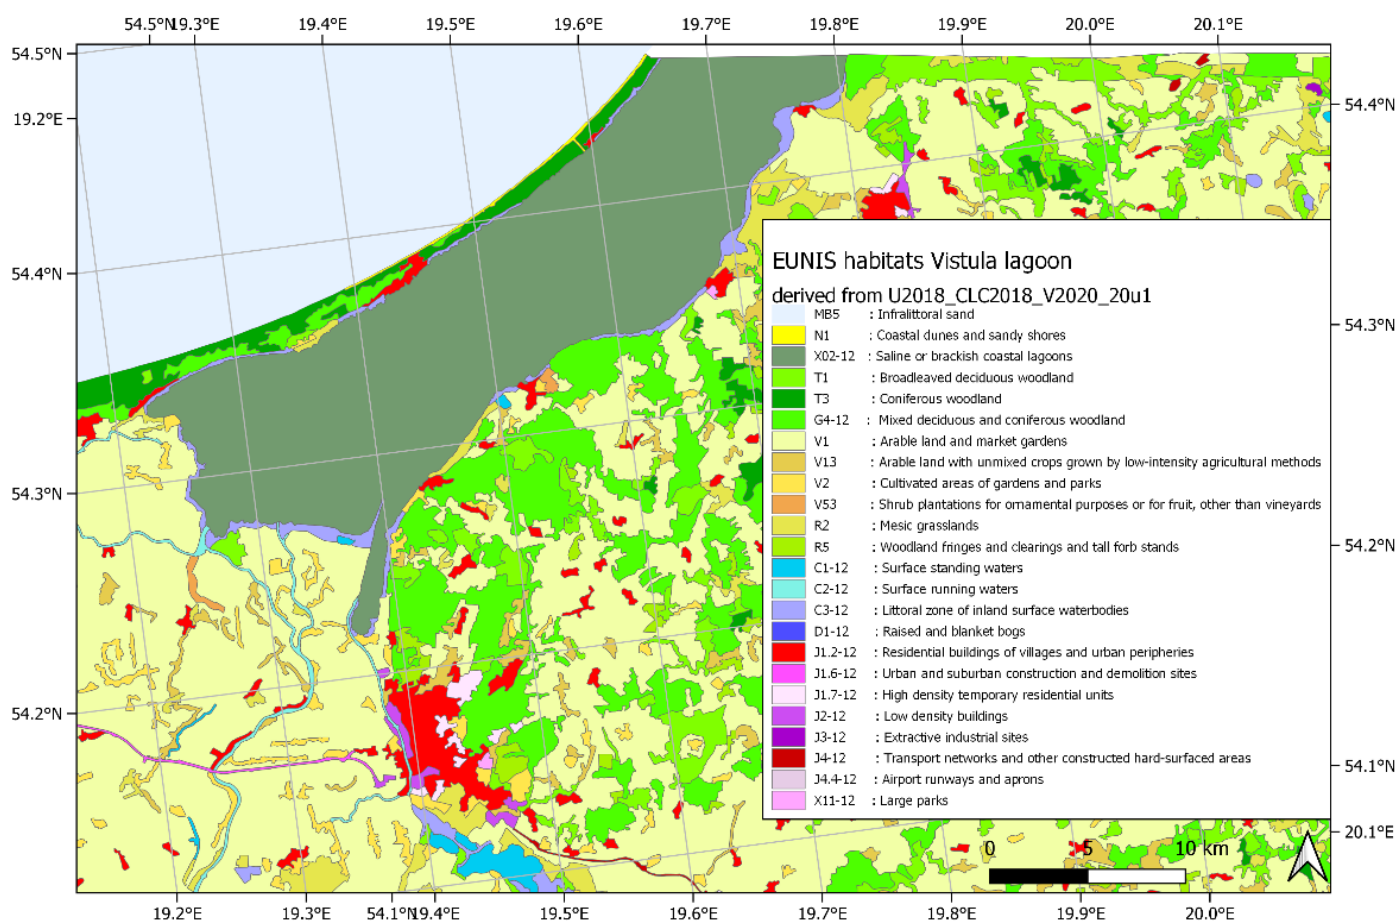 54.5°N 19.3°E 19.4°E 19.5°E 19.6°E 19.7°E 19.8°E 19.9°E 20.0°E 20.1°E
54.5°N
19.2°E
54.4°N
54.4°N
54.3°N
54.3°N
54.2°N
54.2°N
54.1°N
20.1°E
EUNIS habitats Vistula lagoon
derived from U2018_CLC2018_V2020_20u1
MB5 : Infralittoral sand
N1 : Coastal dunes and sandy shores
X02-12 : Saline or brackish coastal lagoons
T1 : Broadleaved deciduous woodland
T3 : Coniferous woodland
G4-12 : Mixed deciduous and coniferous woodland
V1 : Arable land and market gardens
V13 : Arable land with unmixed crops grown by low-intensity agricultural methods
V2 : Cultivated areas of gardens and parks
V53 : Shrub plantations for ornamental purposes or for fruit, other than vineyards
R2 : Mesic grasslands
R5 : Woodland fringes and clearings and tall forb stands
C1-12 : Surface standing waters
C2-12 : Surface running waters
C3-12 : Littoral zone of inland surface waterbodies
D1-12 : Raised and blanket bogs
J1.2-12 : Residential buildings of villages and urban peripheries
J1.6-12 : Urban and suburban construction and demolition sites
J1.7-12 : High density temporary residential units
J2-12 : Low density buildings
J3-12 : Extractive industrial sites
J4-12 : Transport networks and other constructed hard-surfaced areas
J4.4-12 : Airport runways and aprons
X11-12 : Large parks
0 5 10 km
19.2°E 19.3°E 54.1°N 19.4°E 19.5°E 19.6°E 19.7°E 19.8°E 19.9°E 20.0°E